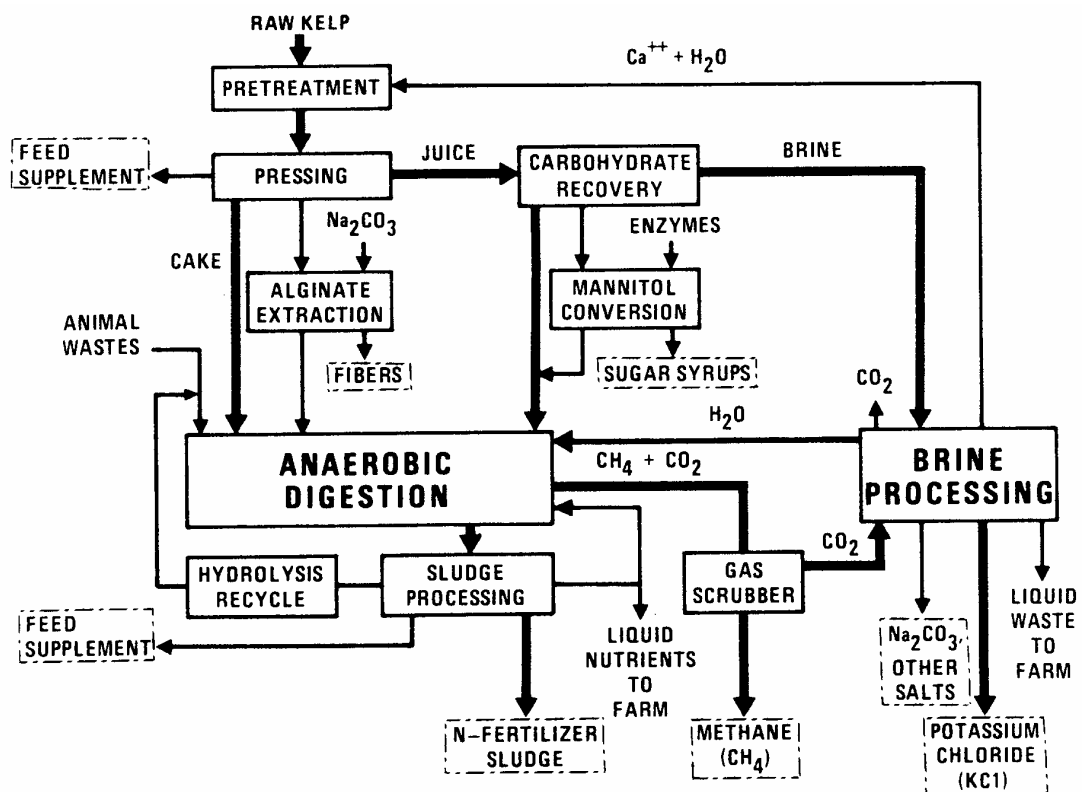 RAW KELP
Ca++ + H2O
PRETREATMENT
FEED
SUPPLEMENT
PRESSING
JUICE
CARBOHYDRATE
RECOVERY
BRINE
Na2CO3
ENZYMES
CAKE
ALGINATE
EXTRACTION
MANNITOL
CONVERSION
ANIMAL
WASTES
FIBERS
SUGAR SYRUPS
CO2
H2O
ANAEROBIC
DIGESTION
CH4 + CO2
BRINE
PROCESSING
CO2
HYDROLYSIS
RECYCLE
SLUDGE
PROCESSING
GAS
SCRUBBER
FEED
SUPPLEMENT
LIQUID
NUTRIENTS
TO
FARM
Na2CO3,
OTHER
SALTS
LIQUID
WASTE
TO
FARM
N-FERTILIZER
SLUDGE
METHANE
(CH4)
POTASSIUM
CHLORIDE
(KC1)